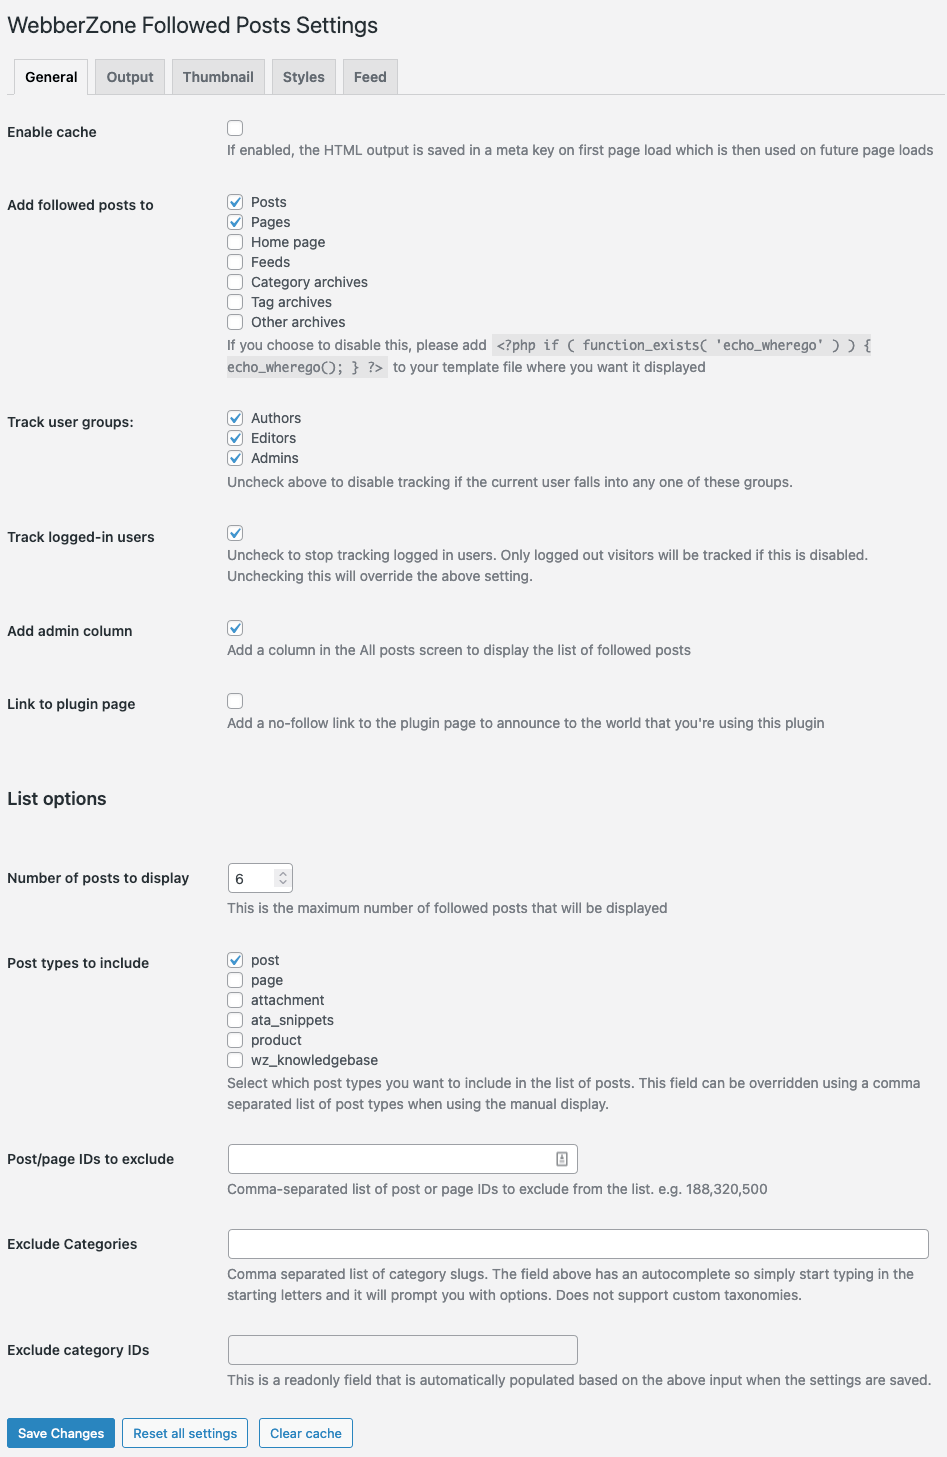 WebberZone Followed Posts Settings
General Output Thumbnail Styles Feed
Enable cache
If enabled, the HTML output is saved in a meta key on first page load which is then used on future page loads
Add followed posts to
Posts
Pages
Home page
Feeds
Category archives
Tag archives
Other archives
If you choose to disable this, please add <?php if ( function_exists( 'echo_wherego' ) ) {
echo_wherego(); } ?> to your template file where you want it displayed
Track user groups:
Authors
Editors
Admins
Uncheck above to disable tracking if the current user falls into any one of these groups.
Track logged-in users
Uncheck to stop tracking logged in users. Only logged out visitors will be tracked if this is disabled.
Unchecking this will override the above setting.
Add admin column
Add a column in the All posts screen to display the list of followed posts
Link to plugin page
Add a no-follow link to the plugin page to announce to the world that you're using this plugin
List options
Number of posts to display
6
This is the maximum number of followed posts that will be displayed
Post types to include
post
page
attachment
ata_snippets
product
wz_knowledgebase
Select which post types you want to include in the list of posts. This field can be overridden using a comma
separated list of post types when using the manual display.
Post/page IDs to exclude
Comma-separated list of post or page IDs to exclude from the list. e.g. 188,320,500
Exclude Categories
Comma separated list of category slugs. The field above has an autocomplete so simply start typing in the
starting letters and it will prompt you with options. Does not support custom taxonomies.
Exclude category IDs
This is a readonly field that is automatically populated based on the above input when the settings are saved.
Save Changes Reset all settings Clear cache